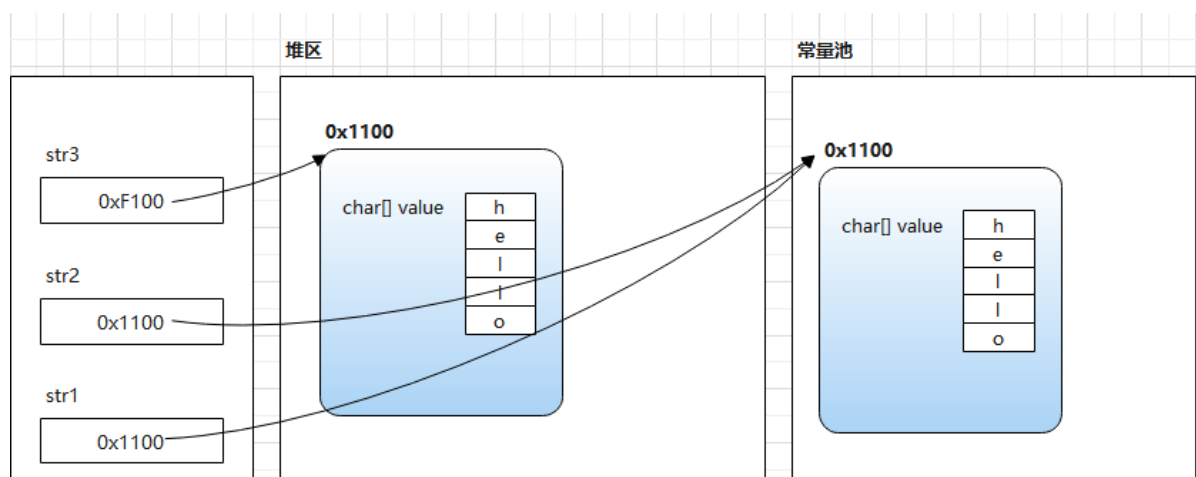 堆区
常量池
str3
0xF100
str2
0x1100
str1
0x1100
0x1100
char[] value
h
e
l
l
o
0x1100
char[] value
h
e
l
l
o